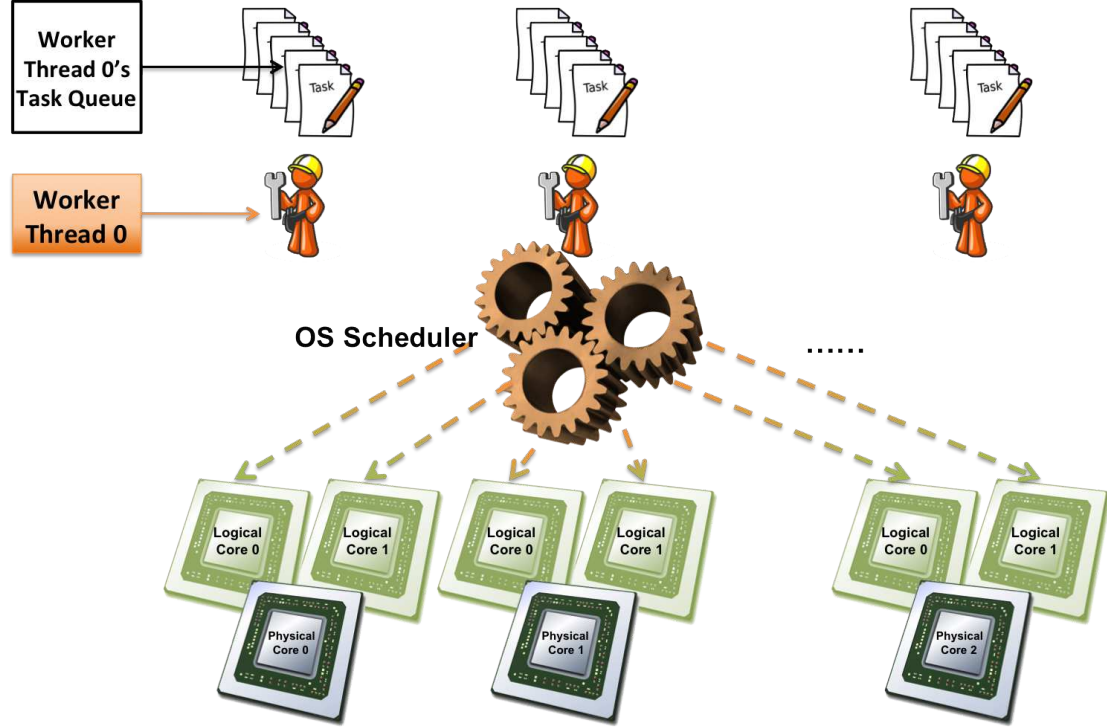 Worker
Thread 0's
Task Queue
Task
Task
Task
Worker
Thread 0
OS Scheduler
......
Logical
Core 0
Logical
Core 1
Logical
Core 0
Logical
Core 1
Logical
Core 0
Logical
Core 1
Physical
Core 0
Physical
Core 1
Physical
Core 2